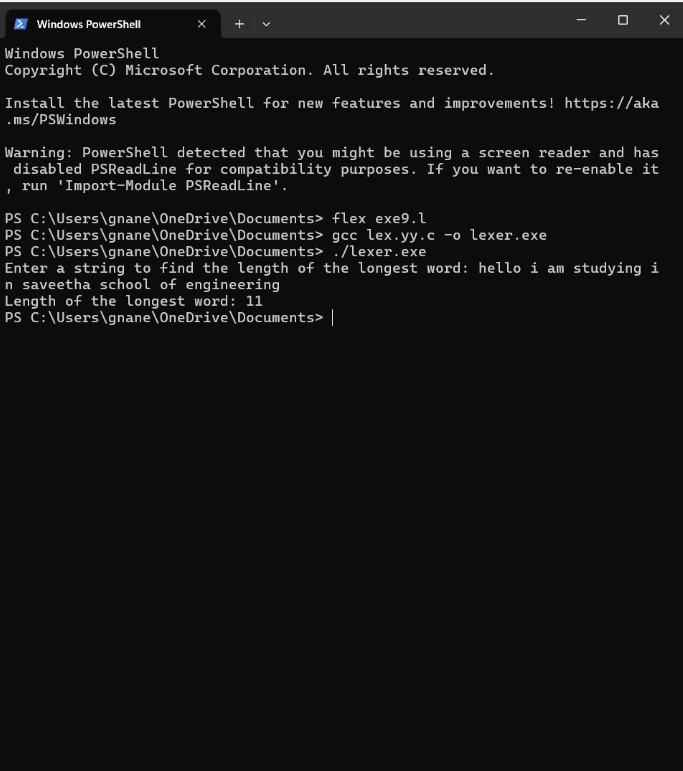 Windows PowerShell
Windows PowerShell
Copyright (C) Microsoft Corporation. All rights reserved.
Install the latest PowerShell for new features and improvements! https://aka
.ms/PSWindows
Warning: PowerShell detected that you might be using a screen reader and has
 disabled PSReadLine for compatibility purposes. If you want to re-enable it
, run 'Import-Module PSReadLine'.
PS C:\Users\gnane\OneDrive\Documents> flex exe9.l
PS C:\Users\gnane\OneDrive\Documents> gcc lex.yy.c -o lexer.exe
PS C:\Users\gnane\OneDrive\Documents> ./lexer.exe
Enter a string to find the length of the longest word: hello i am studying i
n saveetha school of engineering
Length of the longest word: 11
PS C:\Users\gnane\OneDrive\Documents>